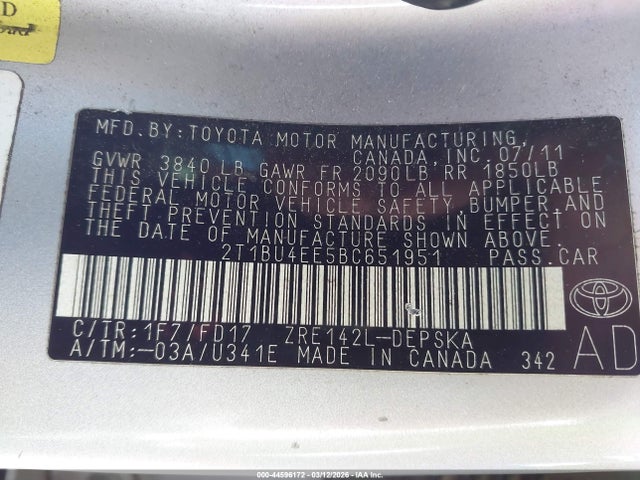 D
MFD.BY:TOYOTA MOTOR MANUFACTURING,
CANADA, INC. 07/11
GVWR 3840 LB GAWR FR 2090LB RR 1850LB
THIS VEHICLE CONFORMS TO ALL APPLICABLE
FEDERAL MOTOR VEHICLE SAFETY BUMPER AND
THEFT PREVENTION STANDARDS IN EFFECT ON
THE DATE OF MANUFACTURE SHOWN ABOVE.
2T1BU4EE5BC651951 PASS.CAR
C/TR:1F7/FD17 ZRE142L-DEPSKA
A/TM:-03A/U341E MADE IN CANADA 342
AD
000-44596172 - 03/12/2026 - IAA Inc.